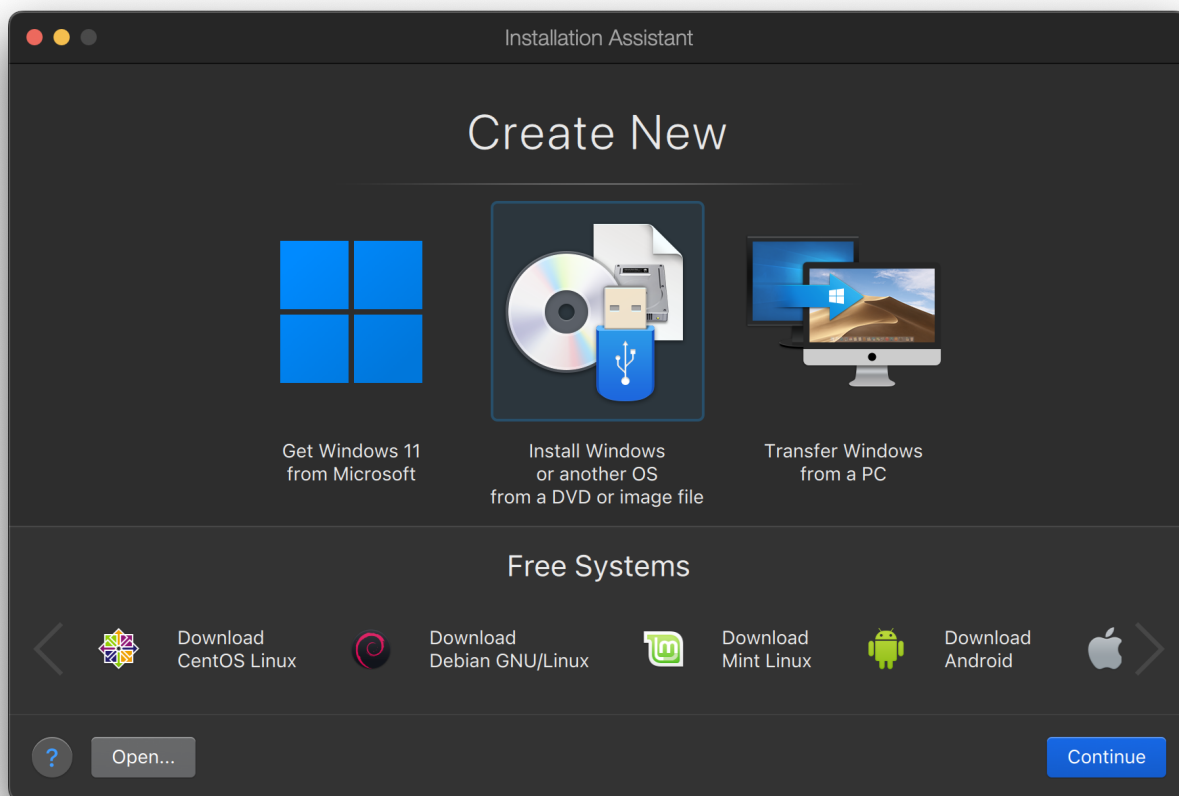 Installation Assistant
Create New
Get Windows 11
from Microsoft
Install Windows
or another OS
from a DVD or image file
Transfer Windows
from a PC
Free Systems
Download
CentOS Linux
Download
Debian GNU/Linux
Download
Mint Linux
Download
Android
?
Open...
Continue